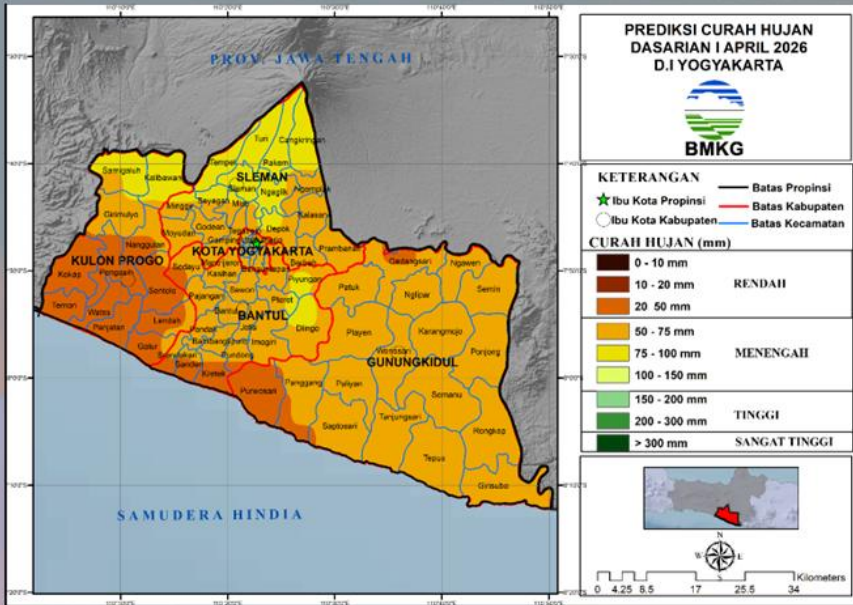 PREDIKSI CURAH HUJAN
DASARIAN I APRIL 2026
D.I YOGYAKARTA
BMKG
KETERANGAN
Ibu Kota Propinsi
Ibu Kota Kabupaten
Batas Propinsi
Batas Kabupaten
Batas Kecamatan
CURAH HUJAN (mm)
0 - 10 mm
10 - 20 mm
20 50 mm
RENDAH
50 - 75 mm
75 - 100 mm
100 - 150 mm
MENENGAH
150 - 200 mm
200 - 300 mm
TINGGI
> 300 mm
SANGAT TINGGI
N
W
E
S
Kilometers
0 4.25 8.5 17 25.5 34
PROV. JAWA TENGAH
Turi
Cangkringan
Tempel
Pakem
SLEMAN
Samigaluh
Kalibawang
Sleman
Ngaglik
Ngemplak
Seyegan
Mlati
Minggir
Girimulyo
Godean
Depok
Kalasan
Moyudan
Gamping
Nanggulan
KOTA YOGYAKARTA
Prambanan
KULON PROGO
Kokap
Pengasih
Sedayu
Kasihan
Piyungan
Gedangsari
Ngawen
Sentolo
Pajangan
Sewon
Pleret
Patuk
Nglipar
Semin
Temon
Wates
Bantul
BANTUL
Panjatan
Lendah
Pandak
Jetis
Dlingo
Playen
Karangmojo
Galur
Imogiri
Wonosari
Ponjong
Srandakan
Pundong
GUNUNGKIDUL
Sanden
Kretek
Purwosari
Panggang
Paliyan
Semanu
Saptosari
Tanjungsari
Rongkop
Tepus
Girisubo
SAMUDERA HINDIA